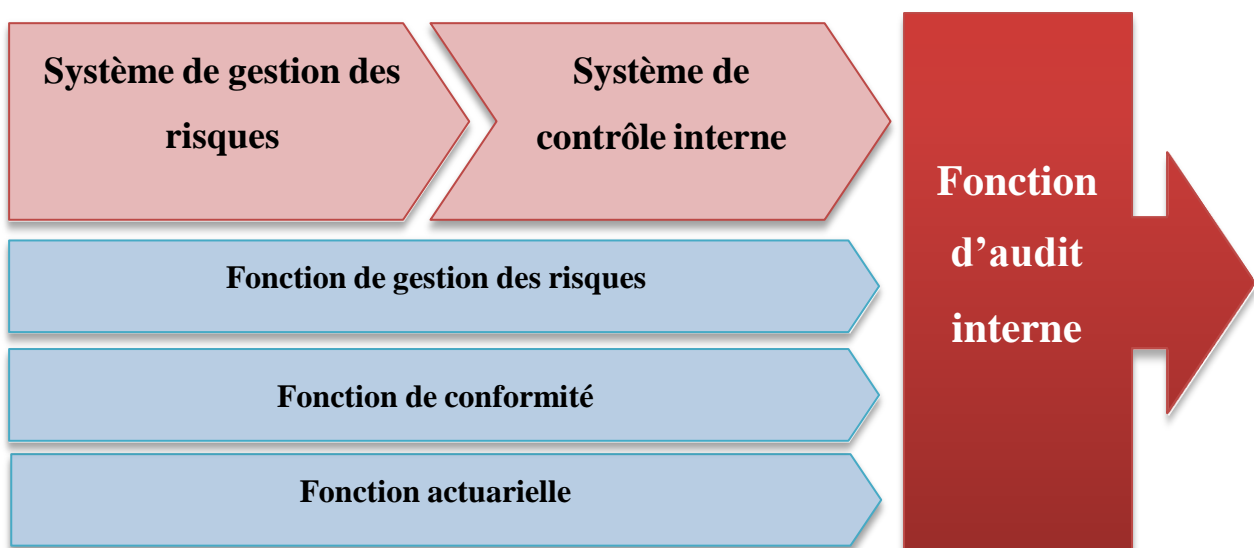 Système de gestion des
risques
Système de
contrôle interne
Fonction
d’audit
interne
Fonction de gestion des risques
Fonction de conformité
Fonction actuarielle